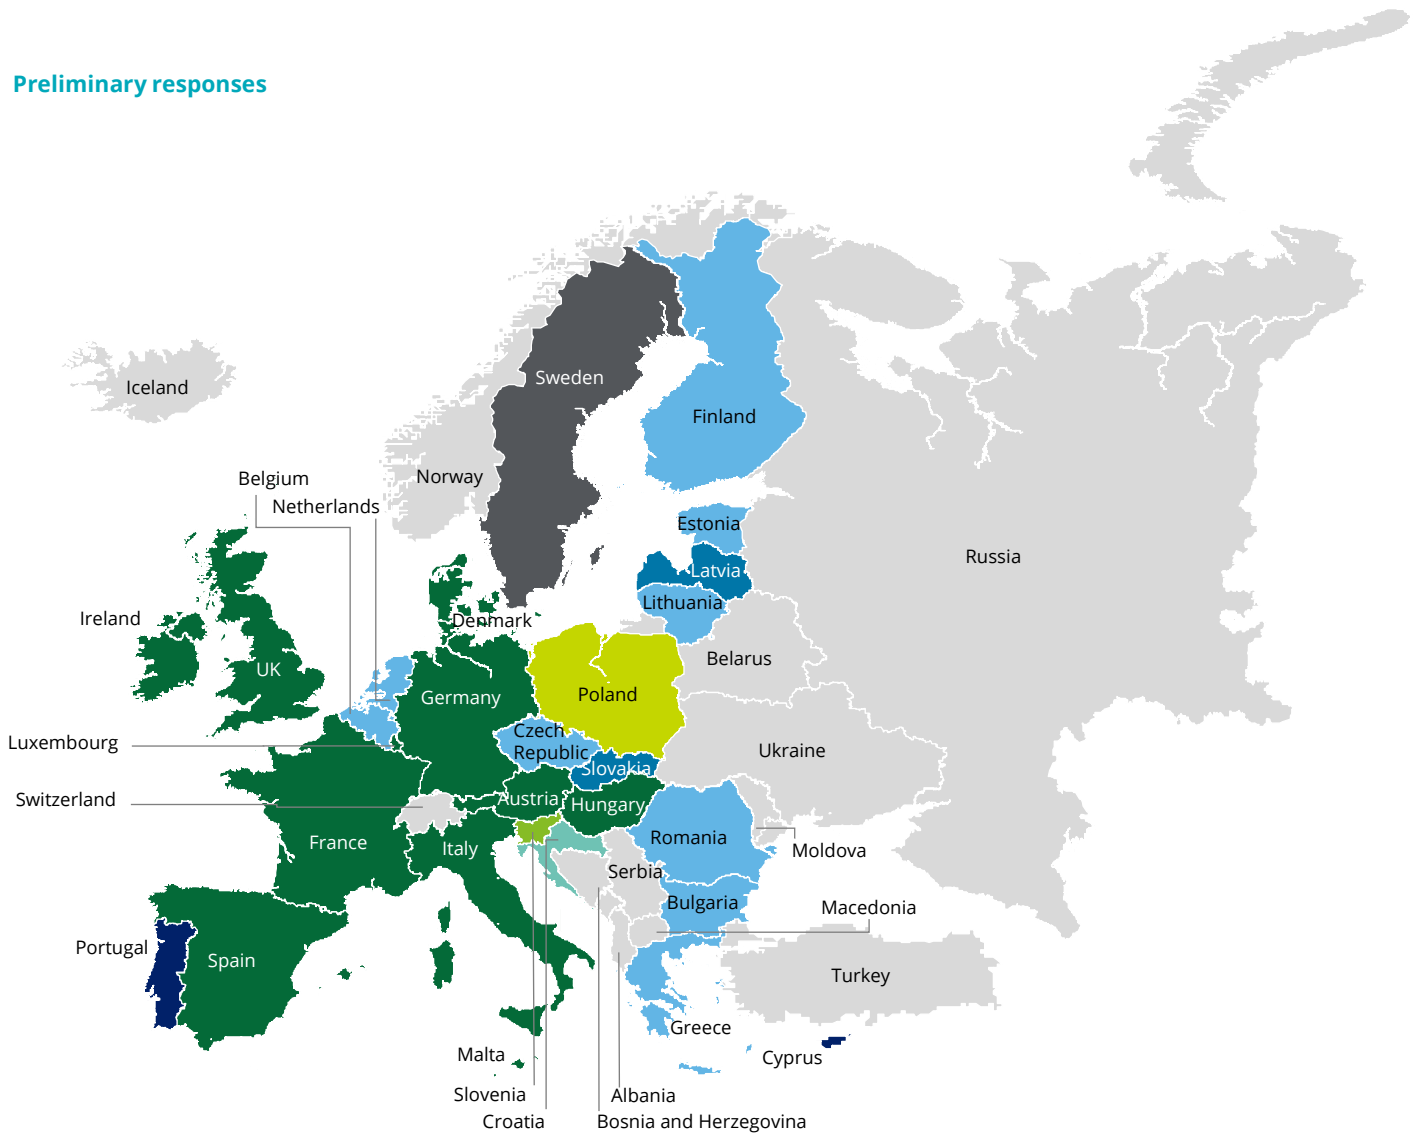 Preliminary responses
Iceland
Sweden
Finland
Norway
Belgium
Netherlands
Estonia
Russia
Latvia
Lithuania
Ireland
Denmark
UK
Belarus
Germany
Poland
Czech
Republic
Luxembourg
Ukraine
Slovakia
Switzerland
Austria
Hungary
France
Italy
Romania
Moldova
Serbia
Bulgaria
Macedonia
Portugal
Spain
Turkey
Greece
Malta
Cyprus
Slovenia
Albania
Croatia
Bosnia and Herzegovina